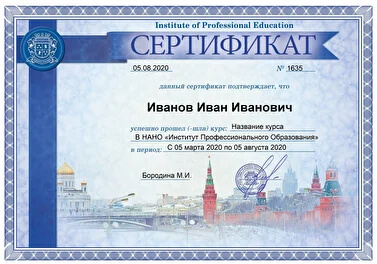 Institute of Professional Education
СЕРТИФИКАТ
05.08.2020 № 1635
данный сертификат подтверждает, что
Иванов Иван Иванович
успешно прошел (-шла) курс: Название курса
В НАНО «Институт Профессионального Образования»
в период: С 05 марта 2020 по 05 августа 2020
Бородина М.И.